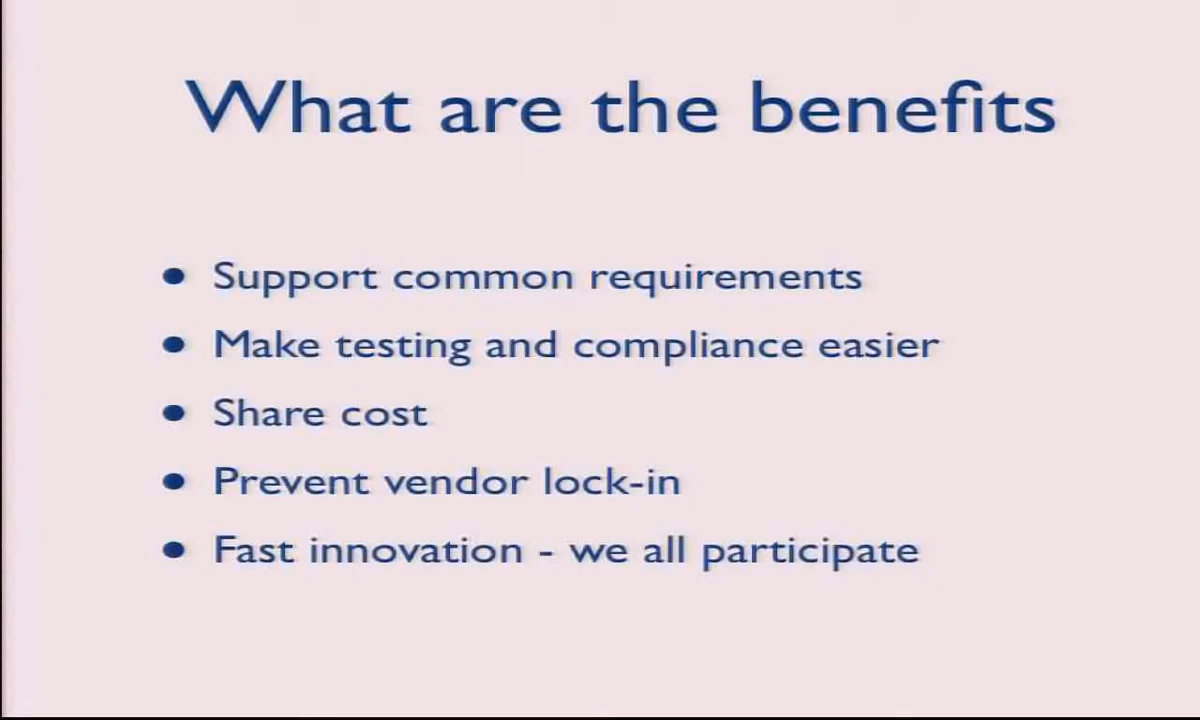 What are the benefits
• Support common requirements
• Make testing and compliance easier
• Share cost
• Prevent vendor lock-in
• Fast innovation - we all participate